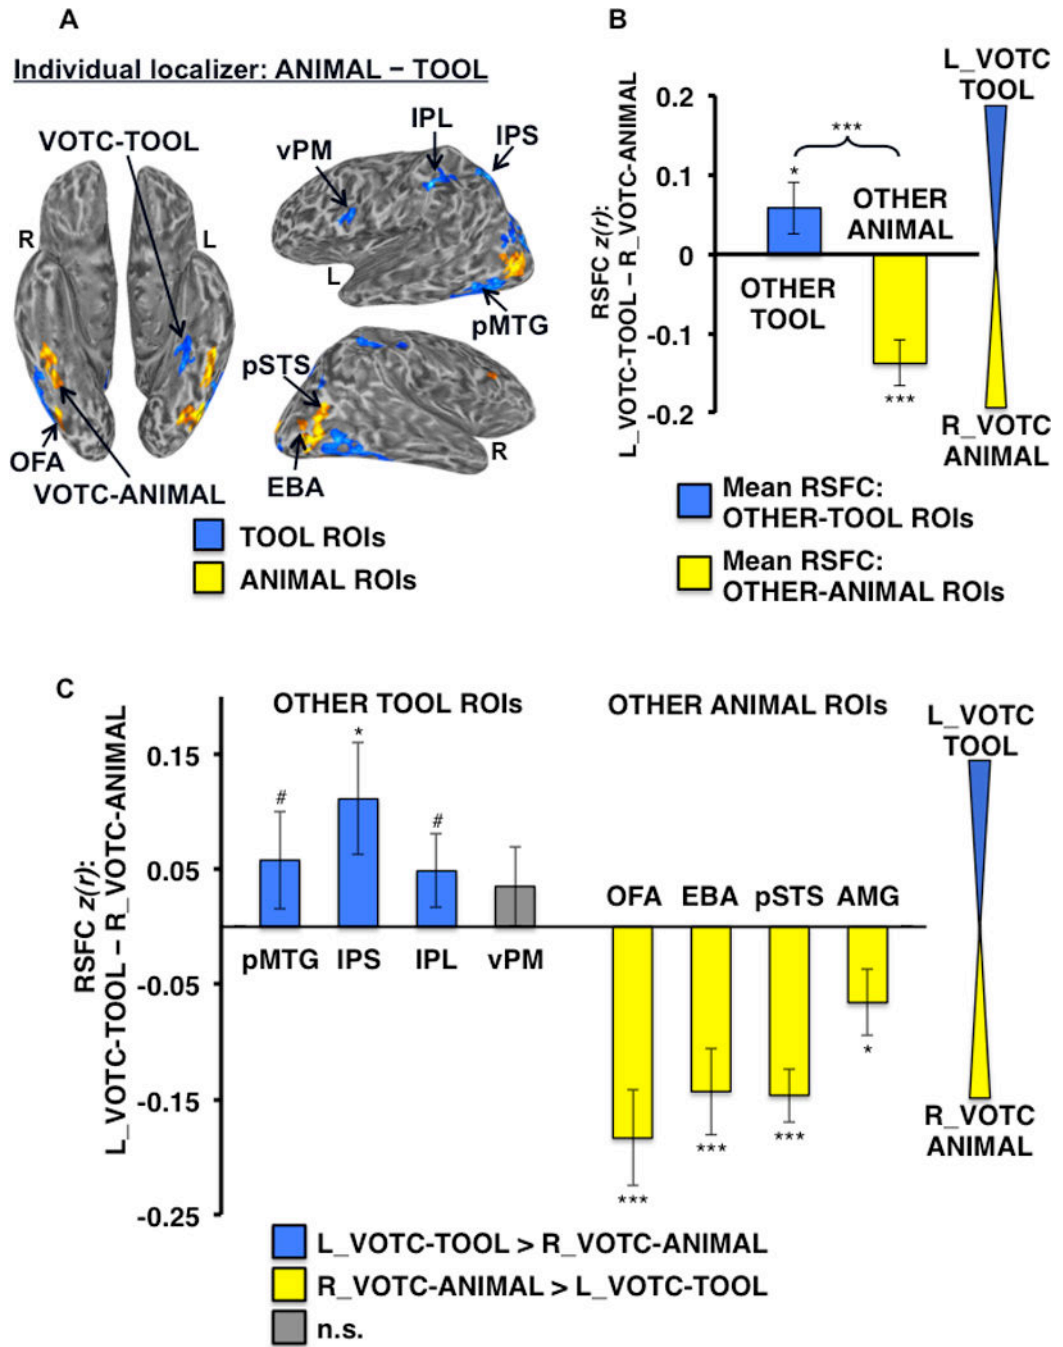 A
Individual localizer: ANIMAL – TOOL
VOTC-TOOL
R
L
OFA
VOTC-ANIMAL
vPM
IPL
IPS
L
pMTG
pSTS
EBA
R
TOOL ROIs
ANIMAL ROIs
B
RSFC z(r):
L_VOTC-TOOL – R_VOTC-ANIMAL
0.2
0.1
0
-0.1
-0.2
***
*
OTHER
ANIMAL
OTHER
TOOL
***
L_VOTC
TOOL
R_VOTC
ANIMAL
Mean RSFC:
OTHER-TOOL ROIs
Mean RSFC:
OTHER-ANIMAL ROIs
C
RSFC z(r):
L_VOTC-TOOL – R_VOTC-ANIMAL
0.15
0.05
-0.05
-0.15
-0.25
OTHER TOOL ROIs
# * #
pMTG IPS IPL vPM
OTHER ANIMAL ROIs
OFA EBA pSTS AMG
*** *** *** *
L_VOTC
TOOL
R_VOTC
ANIMAL
L_VOTC-TOOL > R_VOTC-ANIMAL
R_VOTC-ANIMAL > L_VOTC-TOOL
n.s.